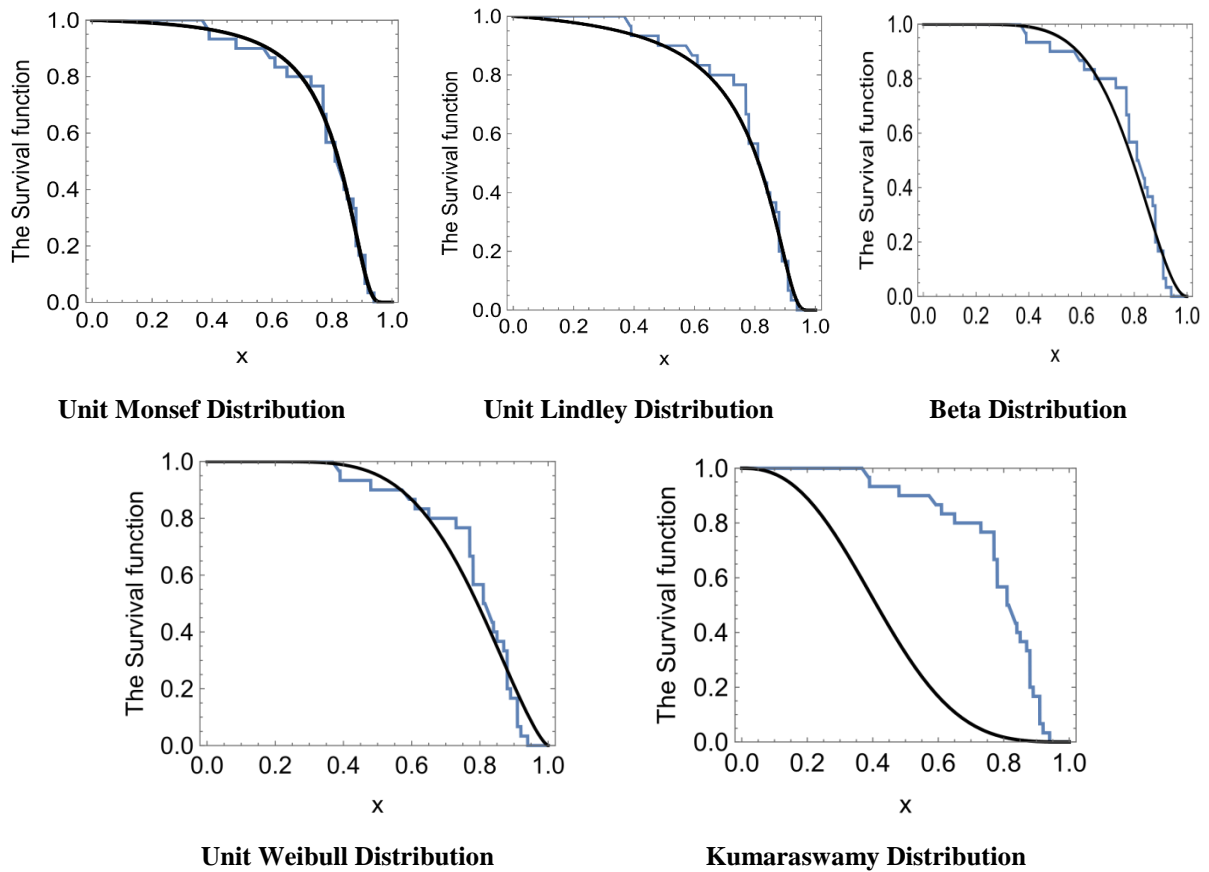 1.0
0.8
0.6
0.4
0.2
0.0
The Survival function
0.0 0.2 0.4 0.6 0.8 1.0
x
Unit Monsef Distribution
1.0
0.8
0.6
0.4
0.2
0.0
The Survival function
0.0 0.2 0.4 0.6 0.8 1.0
x
Unit Lindley Distribution
1.0
0.8
0.6
0.4
0.2
0.0
The Survival function
0.0 0.2 0.4 0.6 0.8 1.0
x
Beta Distribution
1.0
0.8
0.6
0.4
0.2
0.0
The Survival function
0.0 0.2 0.4 0.6 0.8 1.0
x
Unit Weibull Distribution
1.0
0.8
0.6
0.4
0.2
0.0
The Survival function
0.0 0.2 0.4 0.6 0.8 1.0
x
Kumaraswamy Distribution